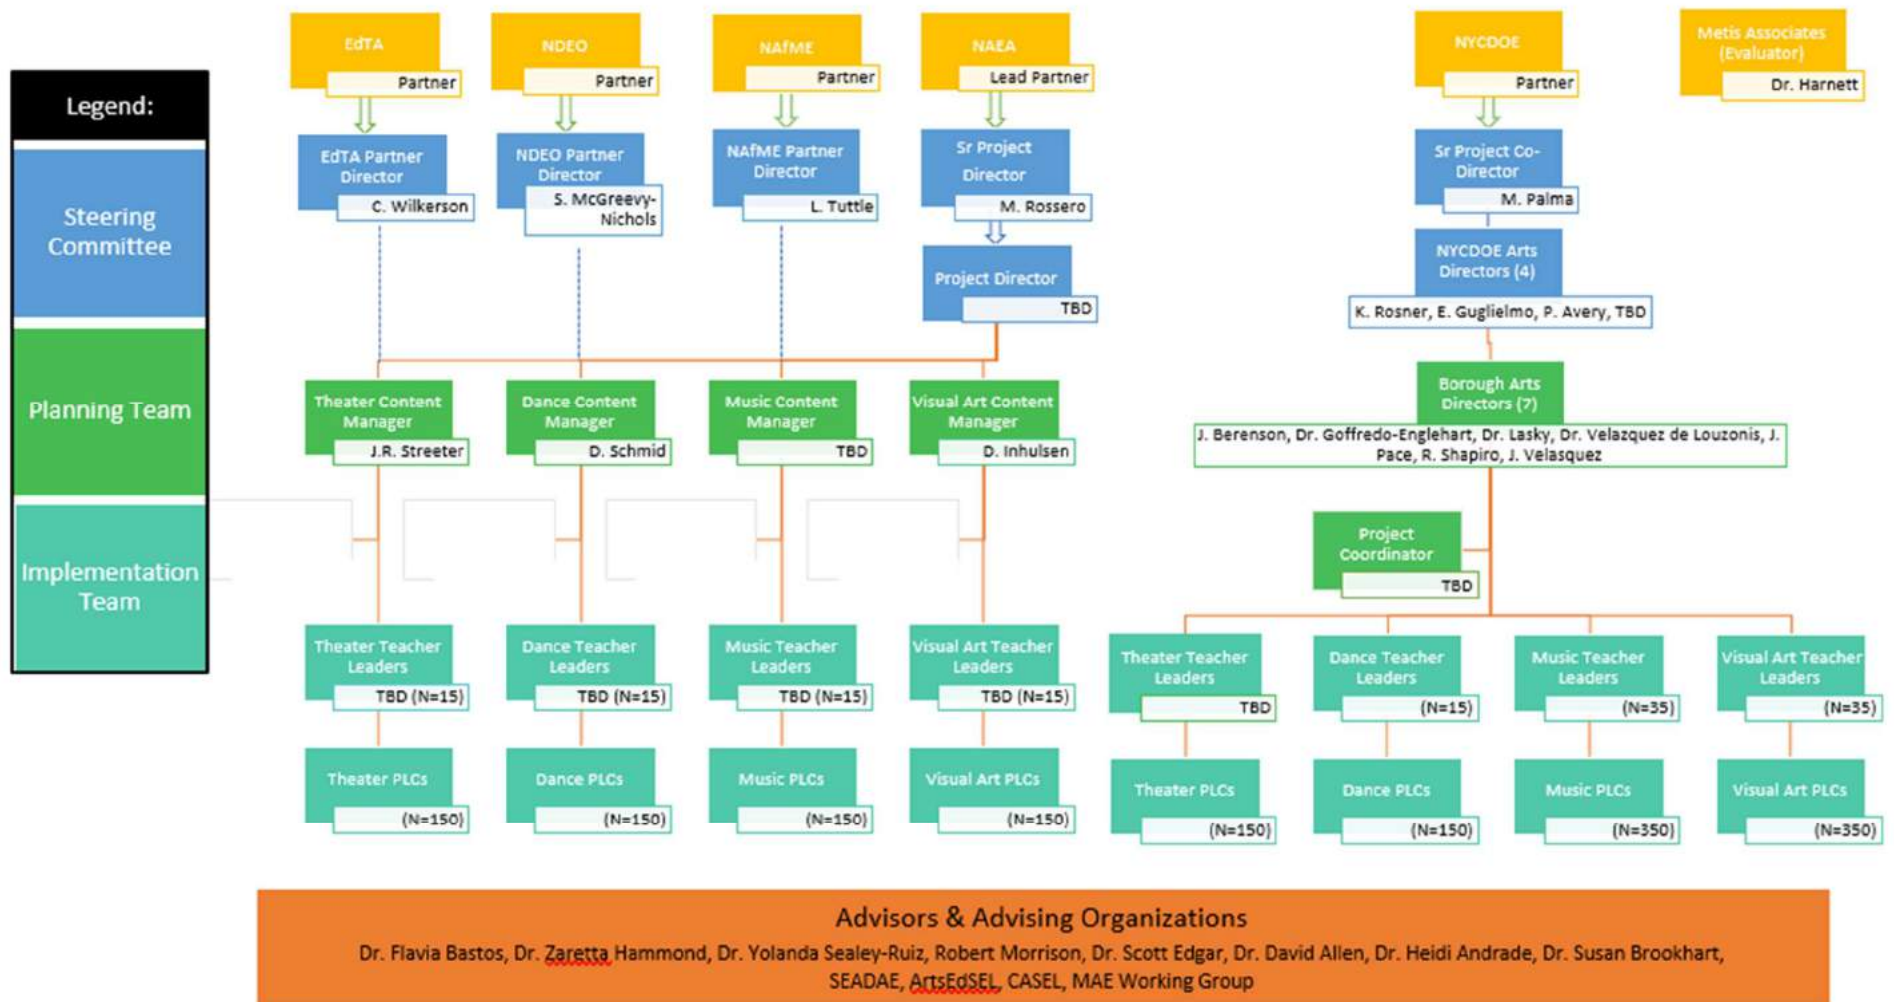 Legend:
Steering
Committee
Planning Team
Implementation
Team
EdTA
Partner
NDEO
Partner
NAfME
Partner
NAEA
Lead Partner
NYCDOE
Partner
Metis Associates
(Evaluator)
Dr. Harnett
EdTA Partner
Director
C. Wilkerson
NDEO Partner
Director
S. McGreevy-
Nichols
NAfME Partner
Director
L. Tuttle
Sr Project
Director
M. Rossero
Sr Project Co-
Director
M. Palma
Project Director
TBD
NYCDOE Arts
Directors (4)
K. Rosner, E. Guglielmo, P. Avery, TBD
Theater Content
Manager
J.R. Streeter
Dance Content
Manager
D. Schmid
Music Content
Manager
TBD
Visual Art Content
Manager
D. Inhulsen
Borough Arts
Directors (7)
J. Berenson, Dr. Goffredo-Englehart, Dr. Lasky, Dr. Velazquez de Louzonis, J.
Pace, R. Shapiro, J. Velasquez
Project
Coordinator
TBD
Theater Teacher
Leaders
TBD (N=15)
Dance Teacher
Leaders
TBD (N=15)
Music Teacher
Leaders
TBD (N=15)
Visual Art Teacher
Leaders
TBD (N=15)
Theater Teacher
Leaders
TBD
Dance Teacher
Leaders
(N=15)
Music Teacher
Leaders
(N=35)
Visual Art Teacher
Leaders
(N=35)
Theater PLCs
(N=150)
Dance PLCs
(N=150)
Music PLCs
(N=150)
Visual Art PLCs
(N=150)
Theater PLCs
(N=150)
Dance PLCs
(N=150)
Music PLCs
(N=350)
Visual Art PLCs
(N=350)
Advisors & Advising Organizations
Dr. Flavia Bastos, Dr. Zaretta Hammond, Dr. Yolanda Sealey-Ruiz, Robert Morrison, Dr. Scott Edgar, Dr. David Allen, Dr. Heidi Andrade, Dr. Susan Brookhart,
SEADAE, ArtsEdSEL, CASEL, MAE Working Group